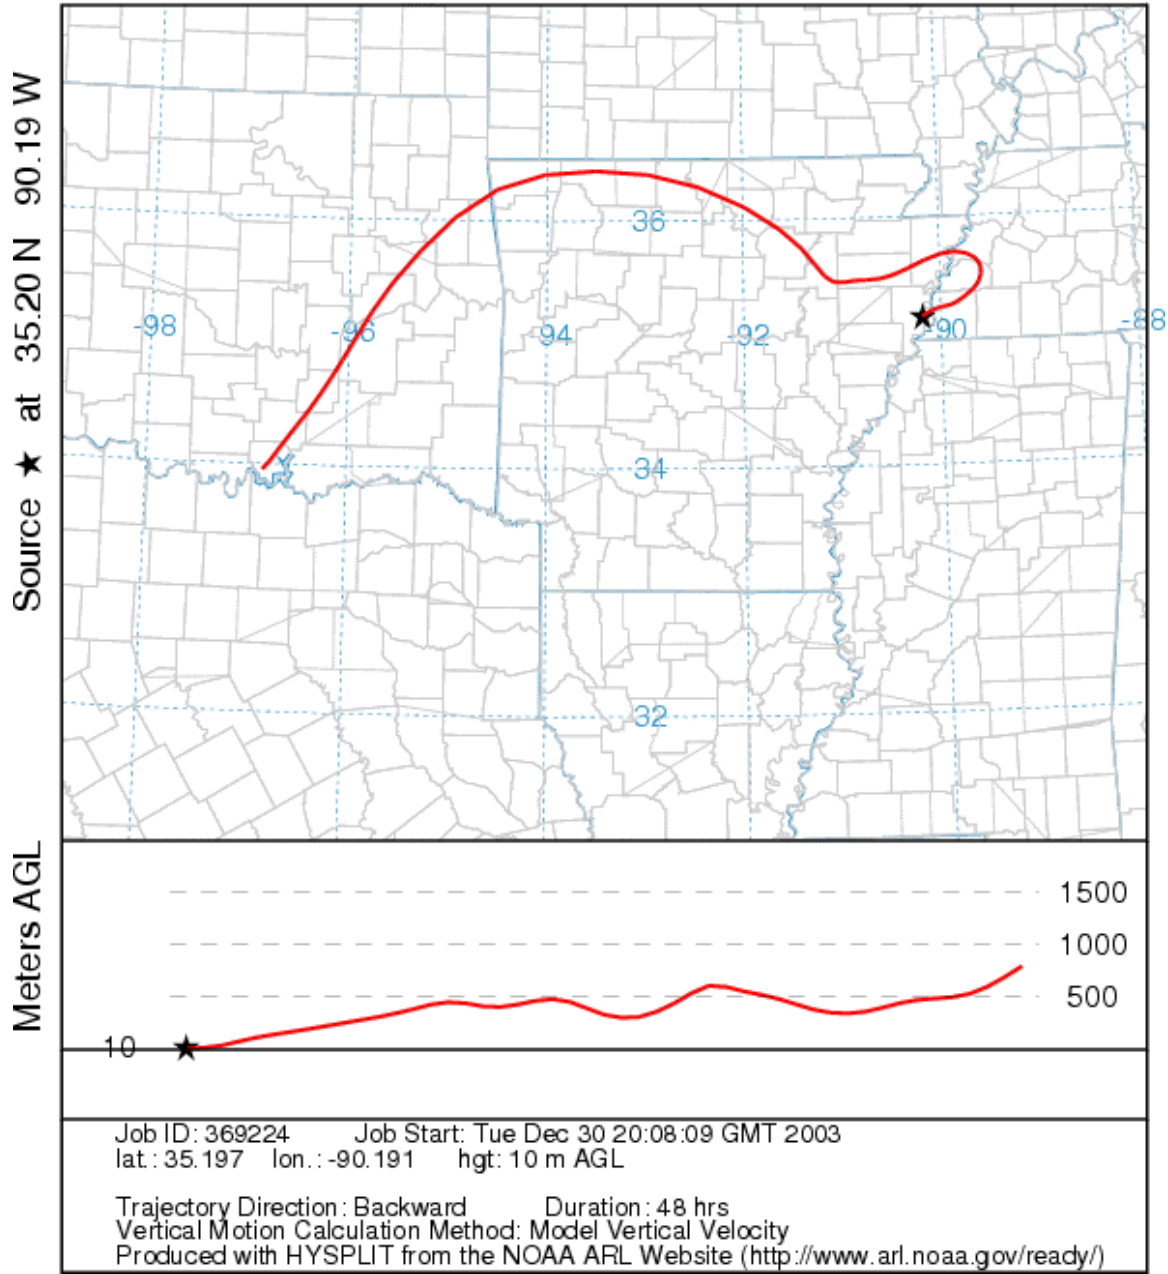 Source ★ at 35.20 N 90.19 W
36
-98
-96
-94
-92
-90
-88
34
32
Meters AGL
1500
1000
500
10
Job ID: 369224 Job Start: Tue Dec 30 20:08:09 GMT 2003
lat.: 35.197 lon.: -90.191 hgt: 10 m AGL
Trajectory Direction: Backward Duration: 48 hrs
Vertical Motion Calculation Method: Model Vertical Velocity
Produced with HYSPLIT from the NOAA ARL Website (http://www.arl.noaa.gov/ready/)